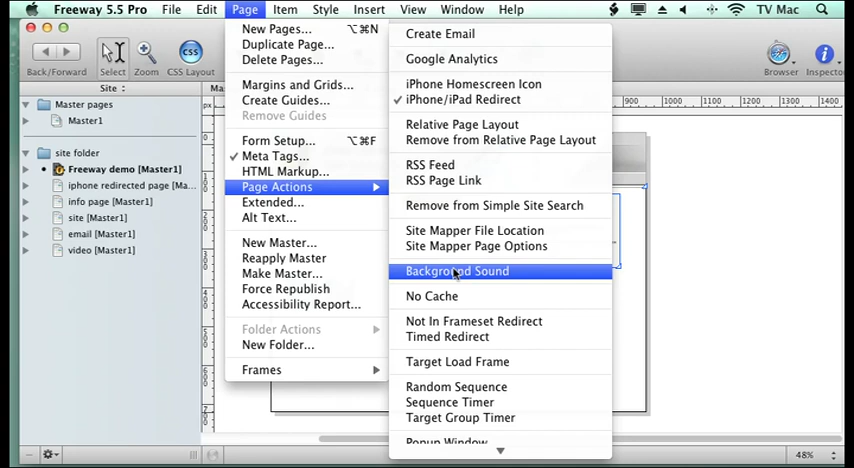 Freeway 5.5 Pro File Edit Page Item Style Insert View Window Help TV Mac
New Pages... ⌥⌘N
Duplicate Page...
Delete Pages...
Margins and Grids...
Create Guides...
Remove Guides
Form Setup... ⌥⌘F
Meta Tags...
HTML Markup...
Page Actions
Extended...
Alt Text...
New Master...
Reapply Master
Make Master...
Force Republish
Accessibility Report...
Folder Actions
New Folder...
Frames
Create Email
Google Analytics
iPhone Homescreen Icon
iPhone/iPad Redirect
Relative Page Layout
Remove from Relative Page Layout
RSS Feed
RSS Page Link
Remove from Simple Site Search
Site Mapper File Location
Site Mapper Page Options
Background Sound
No Cache
Not In Frameset Redirect
Timed Redirect
Target Load Frame
Random Sequence
Sequence Timer
Target Group Timer
Popup Window
Back/Forward Select Zoom CSS Layout Browser Inspecto
CSS
Site Ma
px 900 1000 1100 1200 1300 1400
Master pages
Master1
site folder
Freeway demo [Master1]
iphone redirected page [Ma...
info page [Master1]
site [Master1]
email [Master1]
video [Master1]
48%